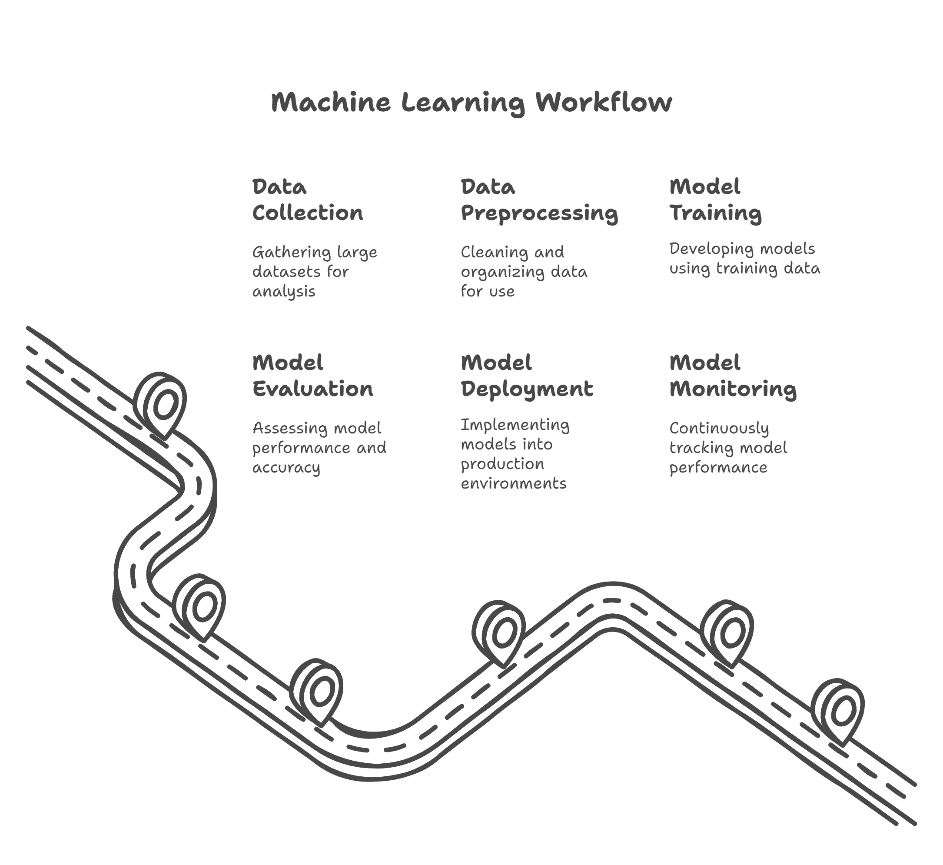 Machine Learning Workflow
Data
Collection
Gathering large
datasets for
analysis
Data
Preprocessing
Cleaning and
organizing data
for use
Model
Training
Developing models
using training data
Model
Evaluation
Assessing model
performance and
accuracy
Model
Deployment
Implementing
models into
production
environments
Model
Monitoring
Continuously
tracking model
performance